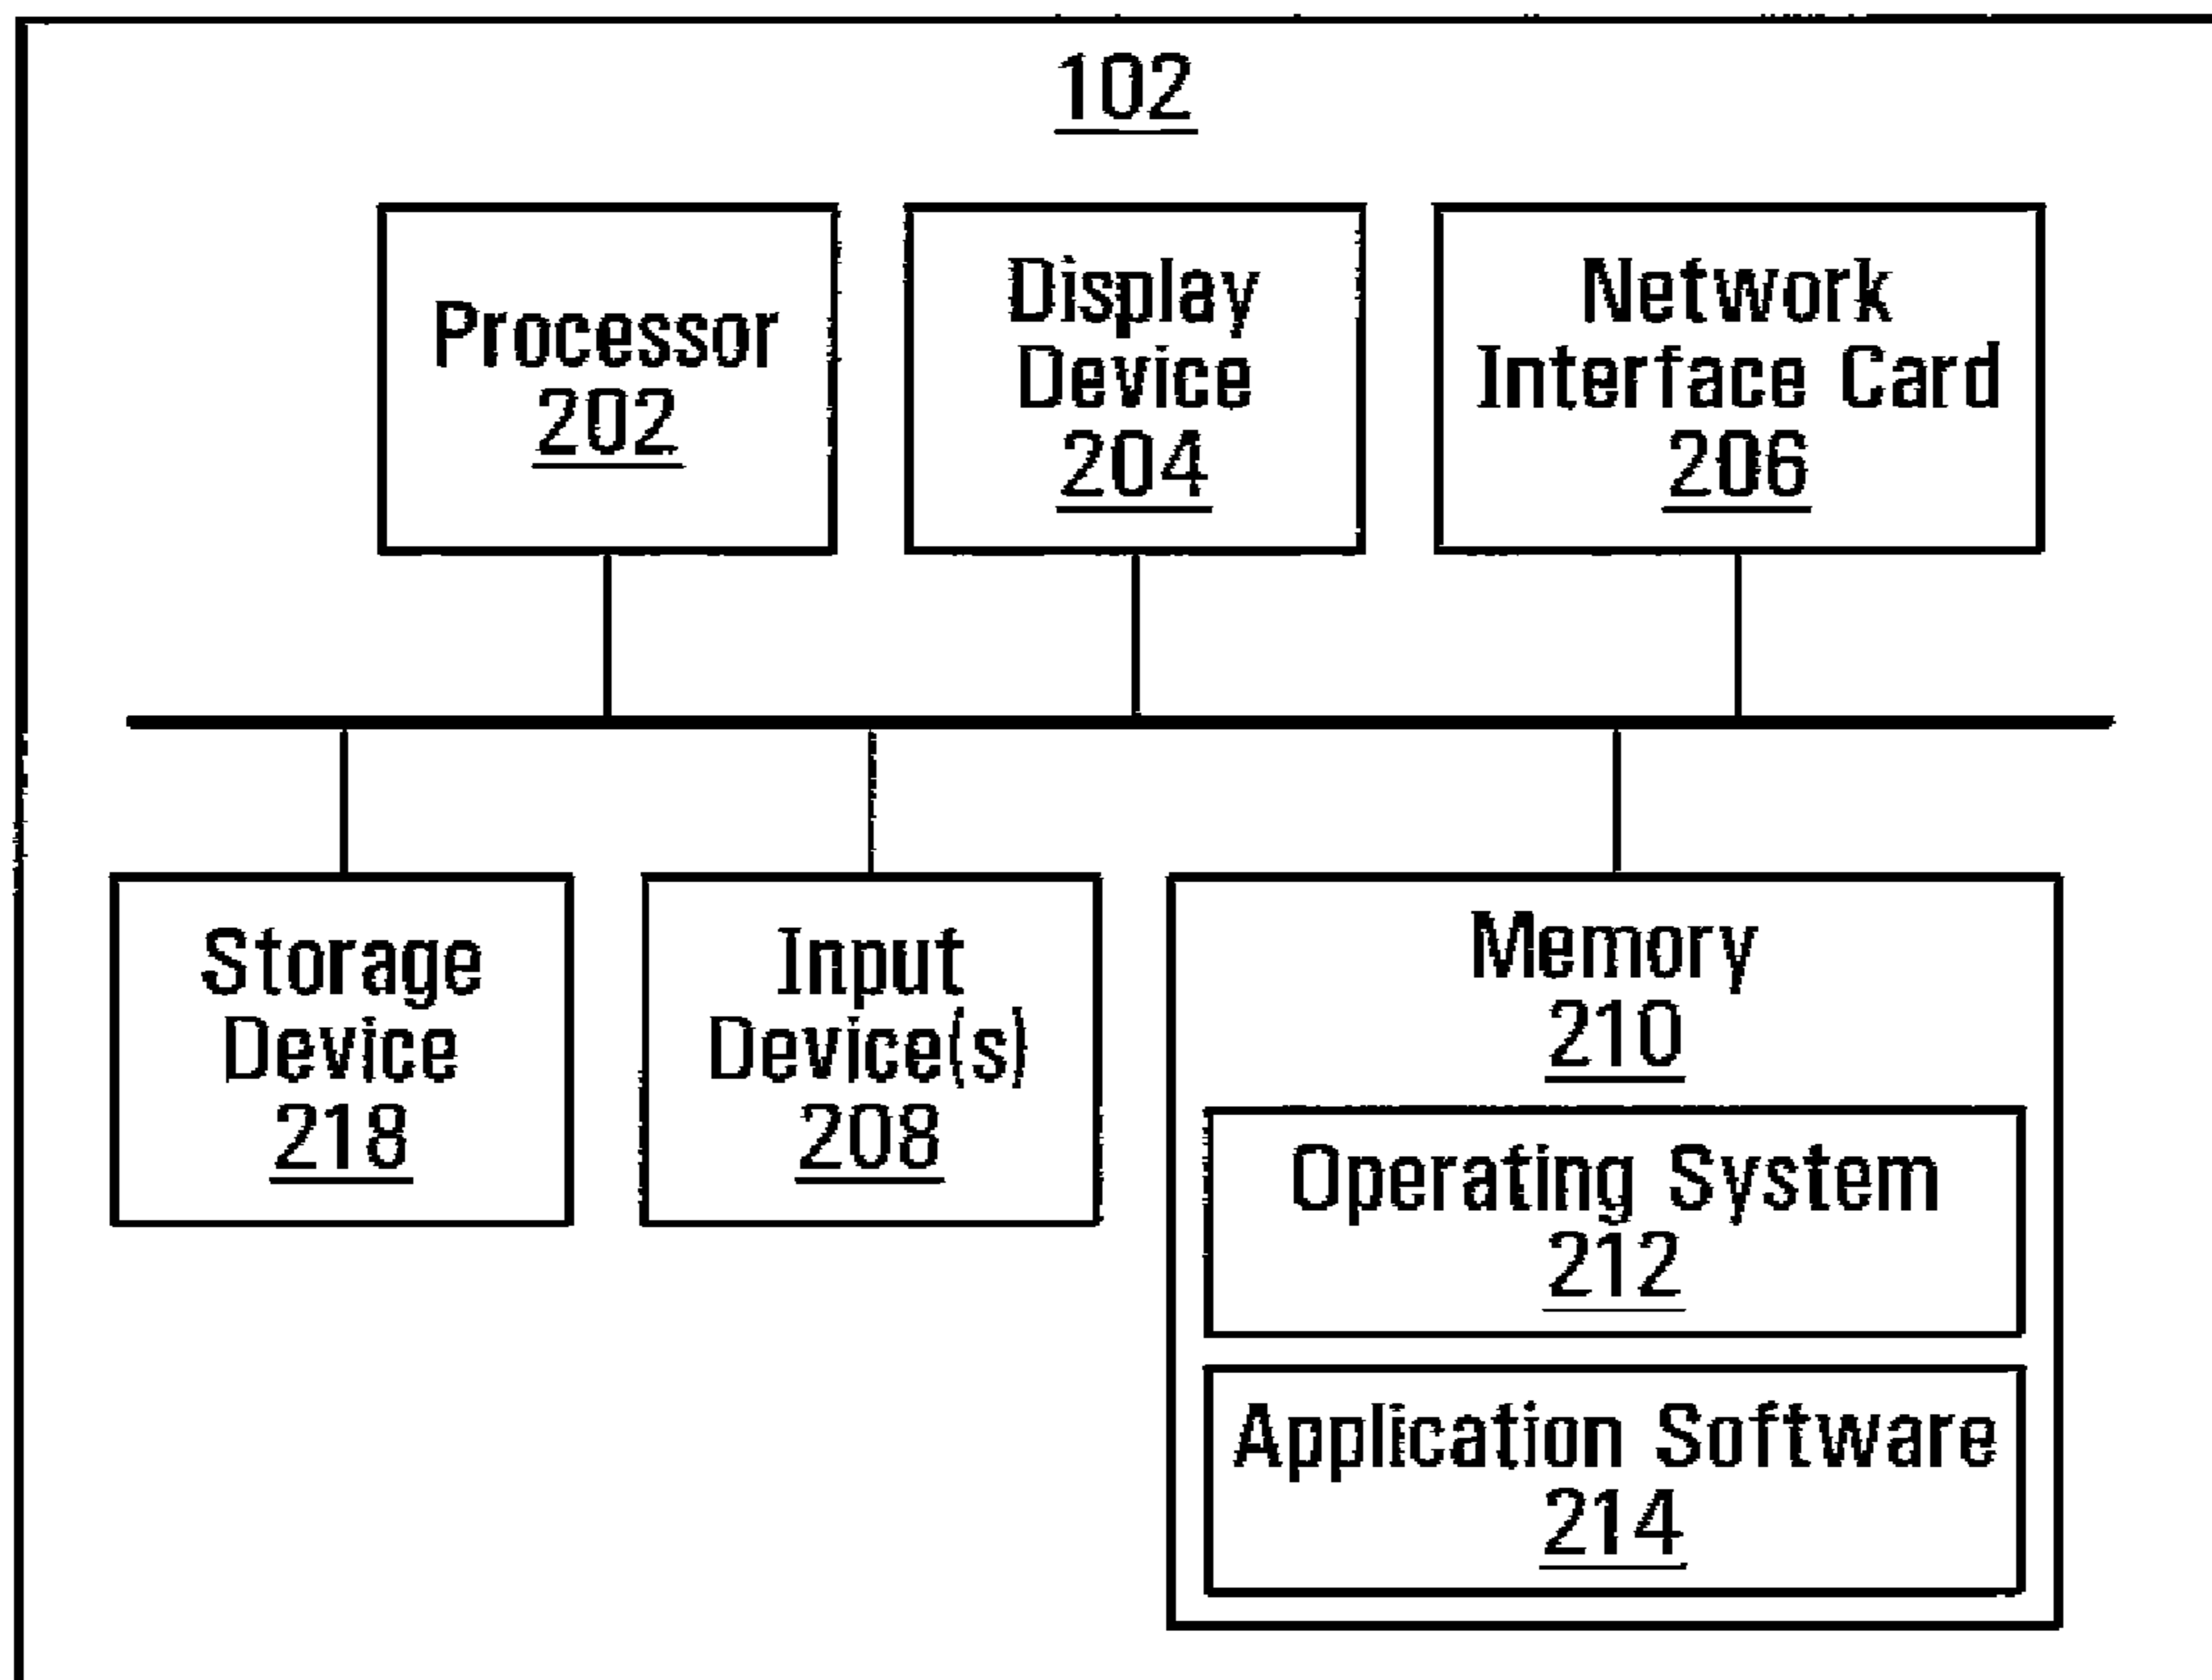 102
Processor
202
Display
Device
204
Network
Interface Card
206
Storage
Device
218
Input
Device(s)
208
Memory
210
Operating System
212
Application Software
214